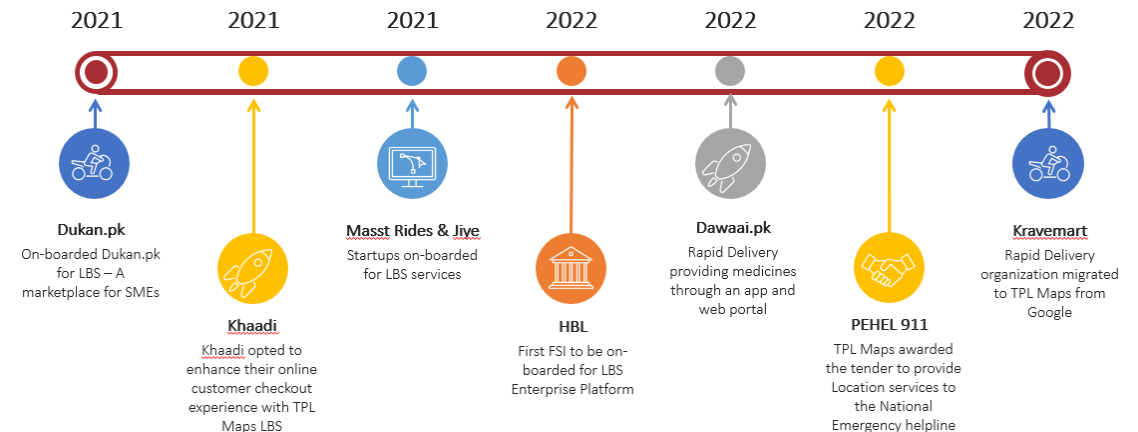 2021
2021
2021
2022
2022
2022
2022
Dukan.pk
On-boarded Dukan.pk
for LBS – A
marketplace for SMEs
Khaadi
Khaadi opted to
enhance their online
customer checkout
experience with TPL
Maps LBS
Masst Rides & Jiye
Startups on-boarded
for LBS services
HBL
First FSI to be on-
boarded for LBS
Enterprise Platform
Dawaai.pk
Rapid Delivery
providing medicines
through an app and
web portal
PEHEL 911
TPL Maps awarded
the tender to provide
Location services to
the National
Emergency helpline
Kravemart
Rapid Delivery
organization migrated
to TPL Maps from
Google